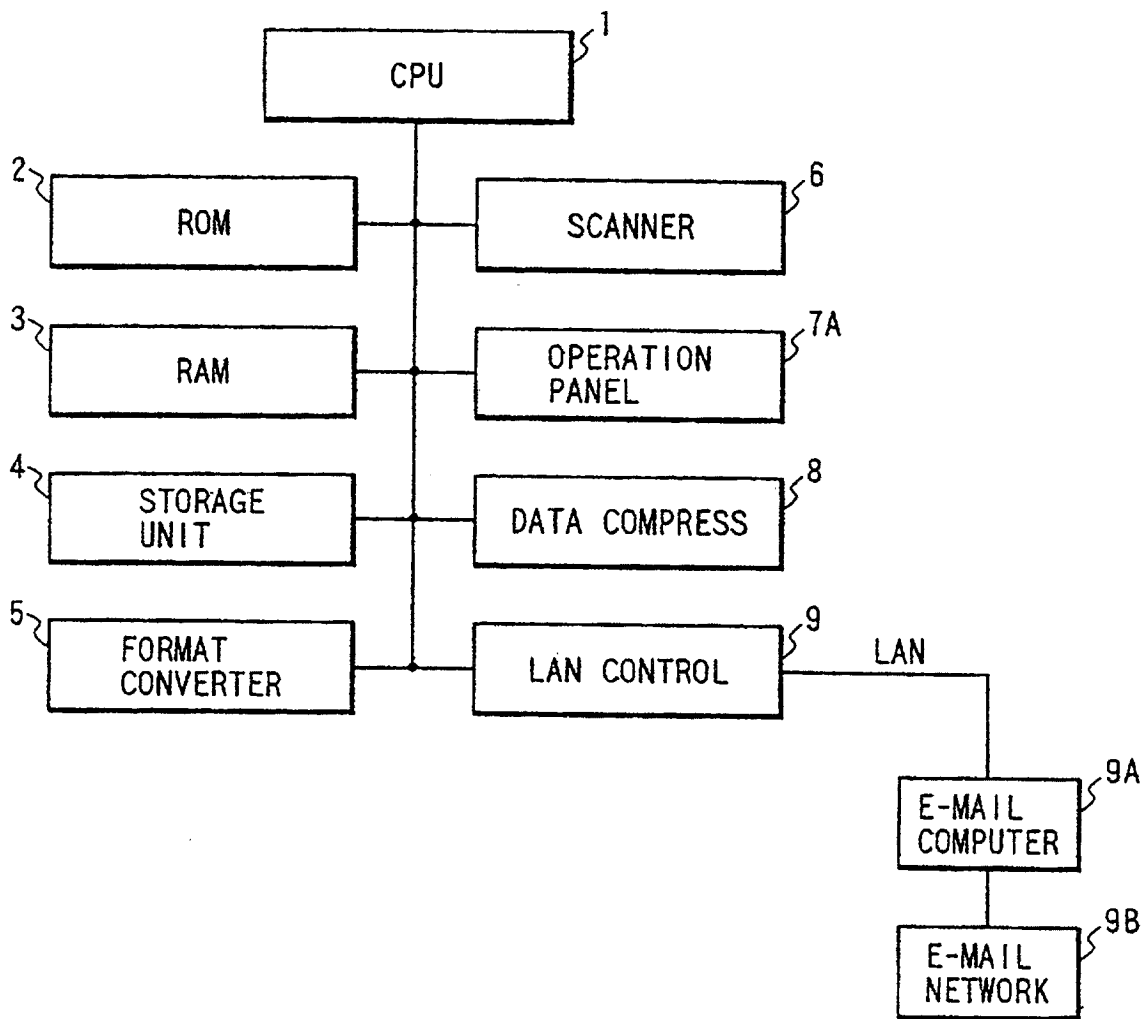 1
CPU
2
ROM
6
SCANNER
3
RAM
7A
OPERATION
PANEL
4
STORAGE
UNIT
8
DATA COMPRESS
5
FORMAT
CONVERTER
9
LAN CONTROL
LAN
9A
E-MAIL
COMPUTER
9B
E-MAIL
NETWORK